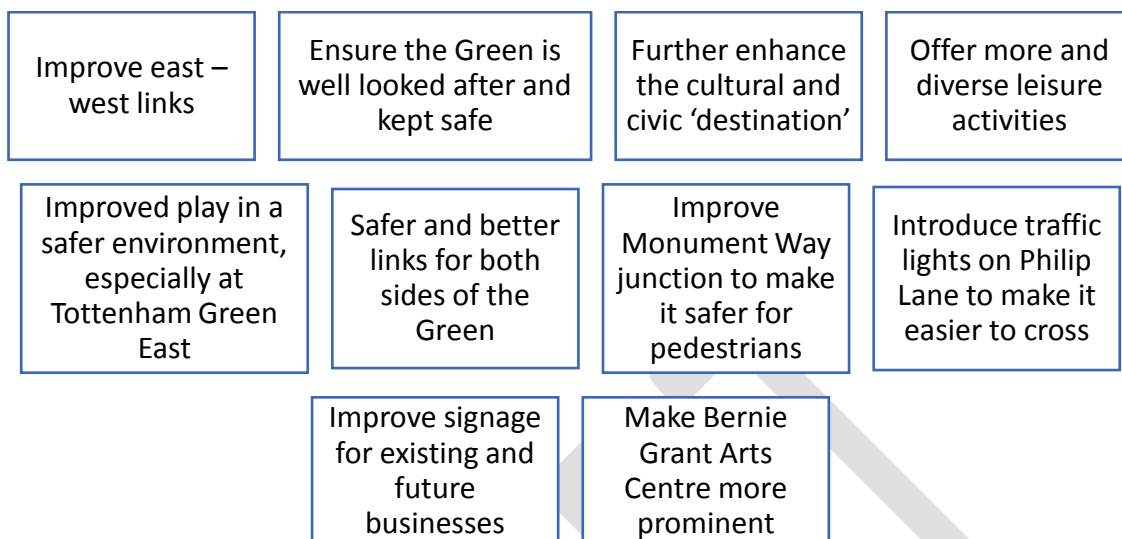 Improve east –
west links
Ensure the Green is
well looked after and
kept safe
Further enhance
the cultural and
civic ‘destination’
Offer more and
diverse leisure
activities
Improved play in a
safer environment,
especially at
Tottenham Green
East
Safer and better
links for both
sides of the
Green
Improve
Monument Way
junction to make
it safer for
pedestrians
Introduce traffic
lights on Philip
Lane to make it
easier to cross
Improve signage
for existing and
future
businesses
Make Bernie
Grant Arts
Centre more
prominent